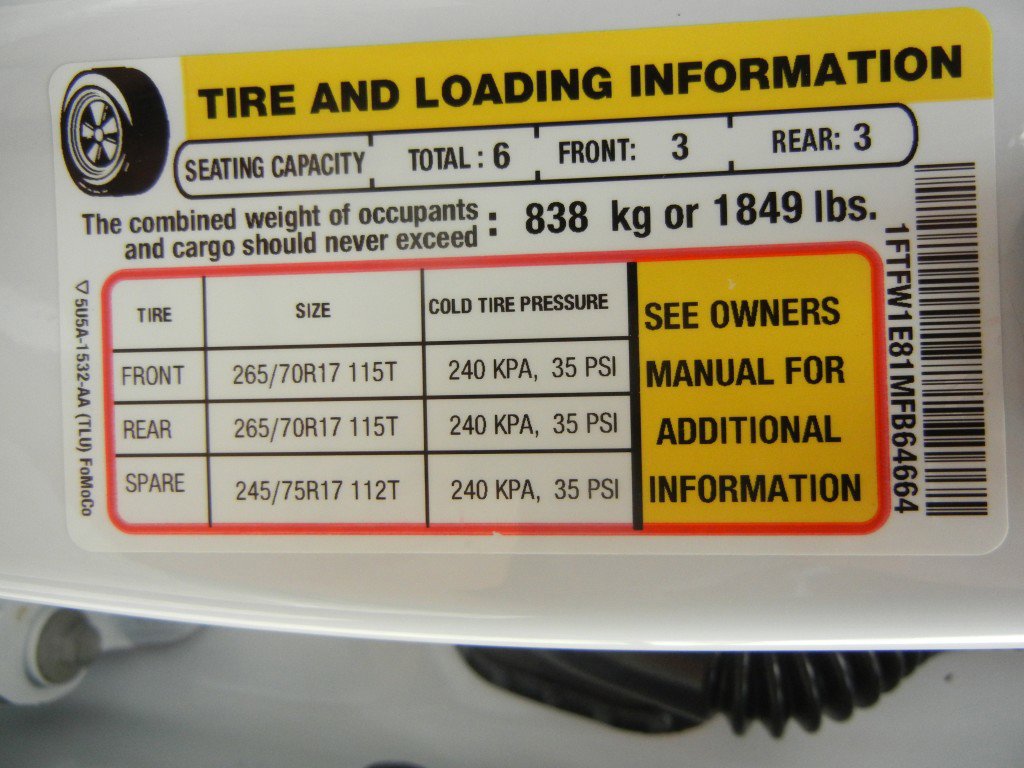 TIRE AND LOADING INFORMATION
SEATING CAPACITY TOTAL : 6 FRONT: 3 REAR: 3
The combined weight of occupants
and cargo should never exceed : 838 kg or 1849 lbs.
TIRE SIZE COLD TIRE PRESSURE
FRONT 265/70R17 115T 240 KPA, 35 PSI
REAR 265/70R17 115T 240 KPA, 35 PSI
SPARE 245/75R17 112T 240 KPA, 35 PSI
SEE OWNERS
MANUAL FOR
ADDITIONAL
INFORMATION
5U5A-1532-AA (TLU) FoMoCo
1FTFW1E81MFB64664